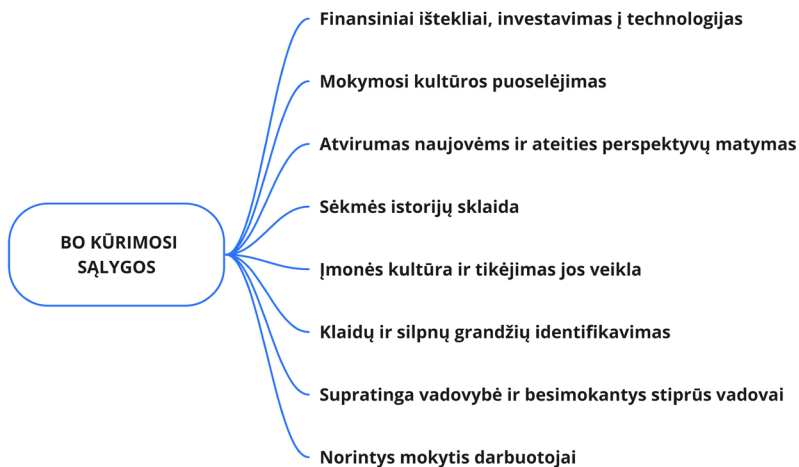 BO KŪRIMOSI
SĄLYGOS
Finansiniai ištekliai, investavimas į technologijas
Mokymosi kultūros puoselėjimas
Atvirumas naujovėms ir ateities perspektyvų matymas
Sėkmės istorijų sklaida
Įmonės kultūra ir tikėjimas jos veikla
Klaidų ir silpnų grandžių identifikavimas
Supratinga vadovybė ir besimokantys stiprūs vadovai
Norintys mokytis darbuotojai